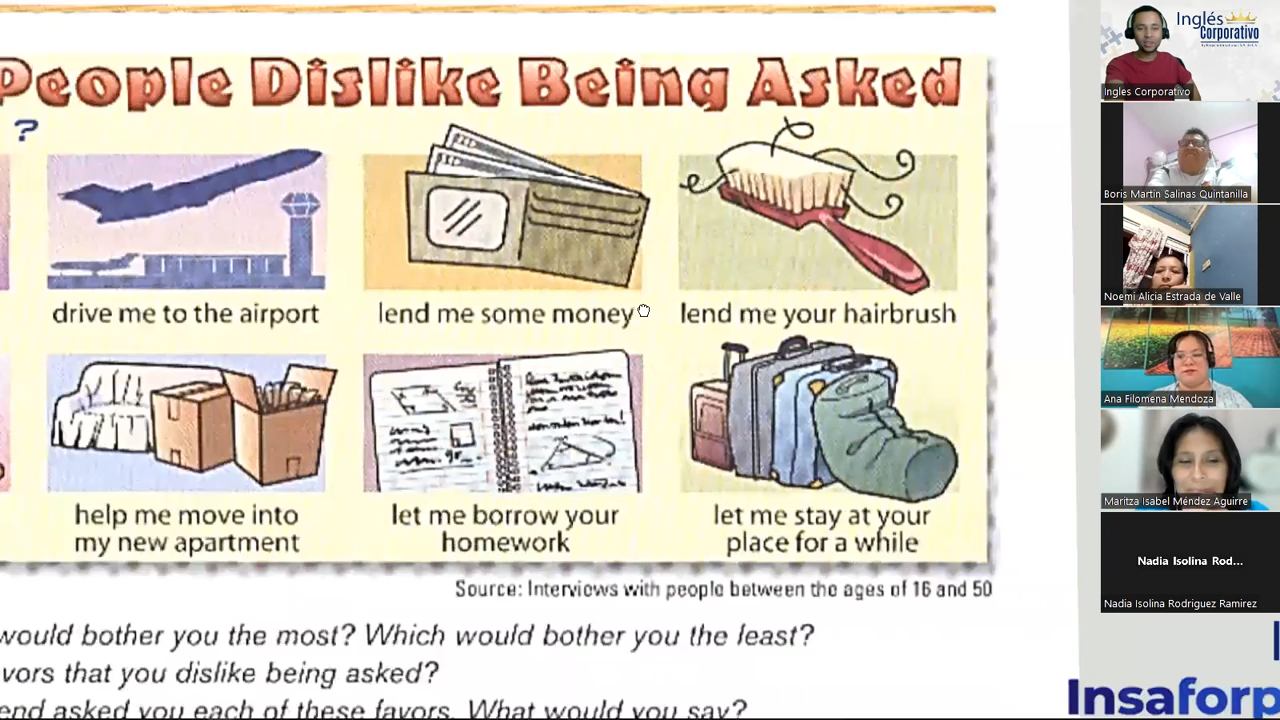 People Dislike Being Asked
?
drive me to the airport
lend me some money
lend me your hairbrush
help me move into
my new apartment
let me borrow your
homework
let me stay at your
place for a while
Source: Interviews with people between the ages of 16 and 50
would bother you the most? Which would bother you the least?
vors that you dislike being asked?
end asked you each of these favors. What would you say?
Inglés
Corporativo
Ingles Corporativo
Boris Martin Salinas Quintanilla
Noemi Alicia Estrada de Valle
Ana Filomena Mendoza
Maritza Isabel Méndez Aguirre
Nadia Isolina Rod...
Nadia Isolina Rodriguez Ramirez
Insaforp